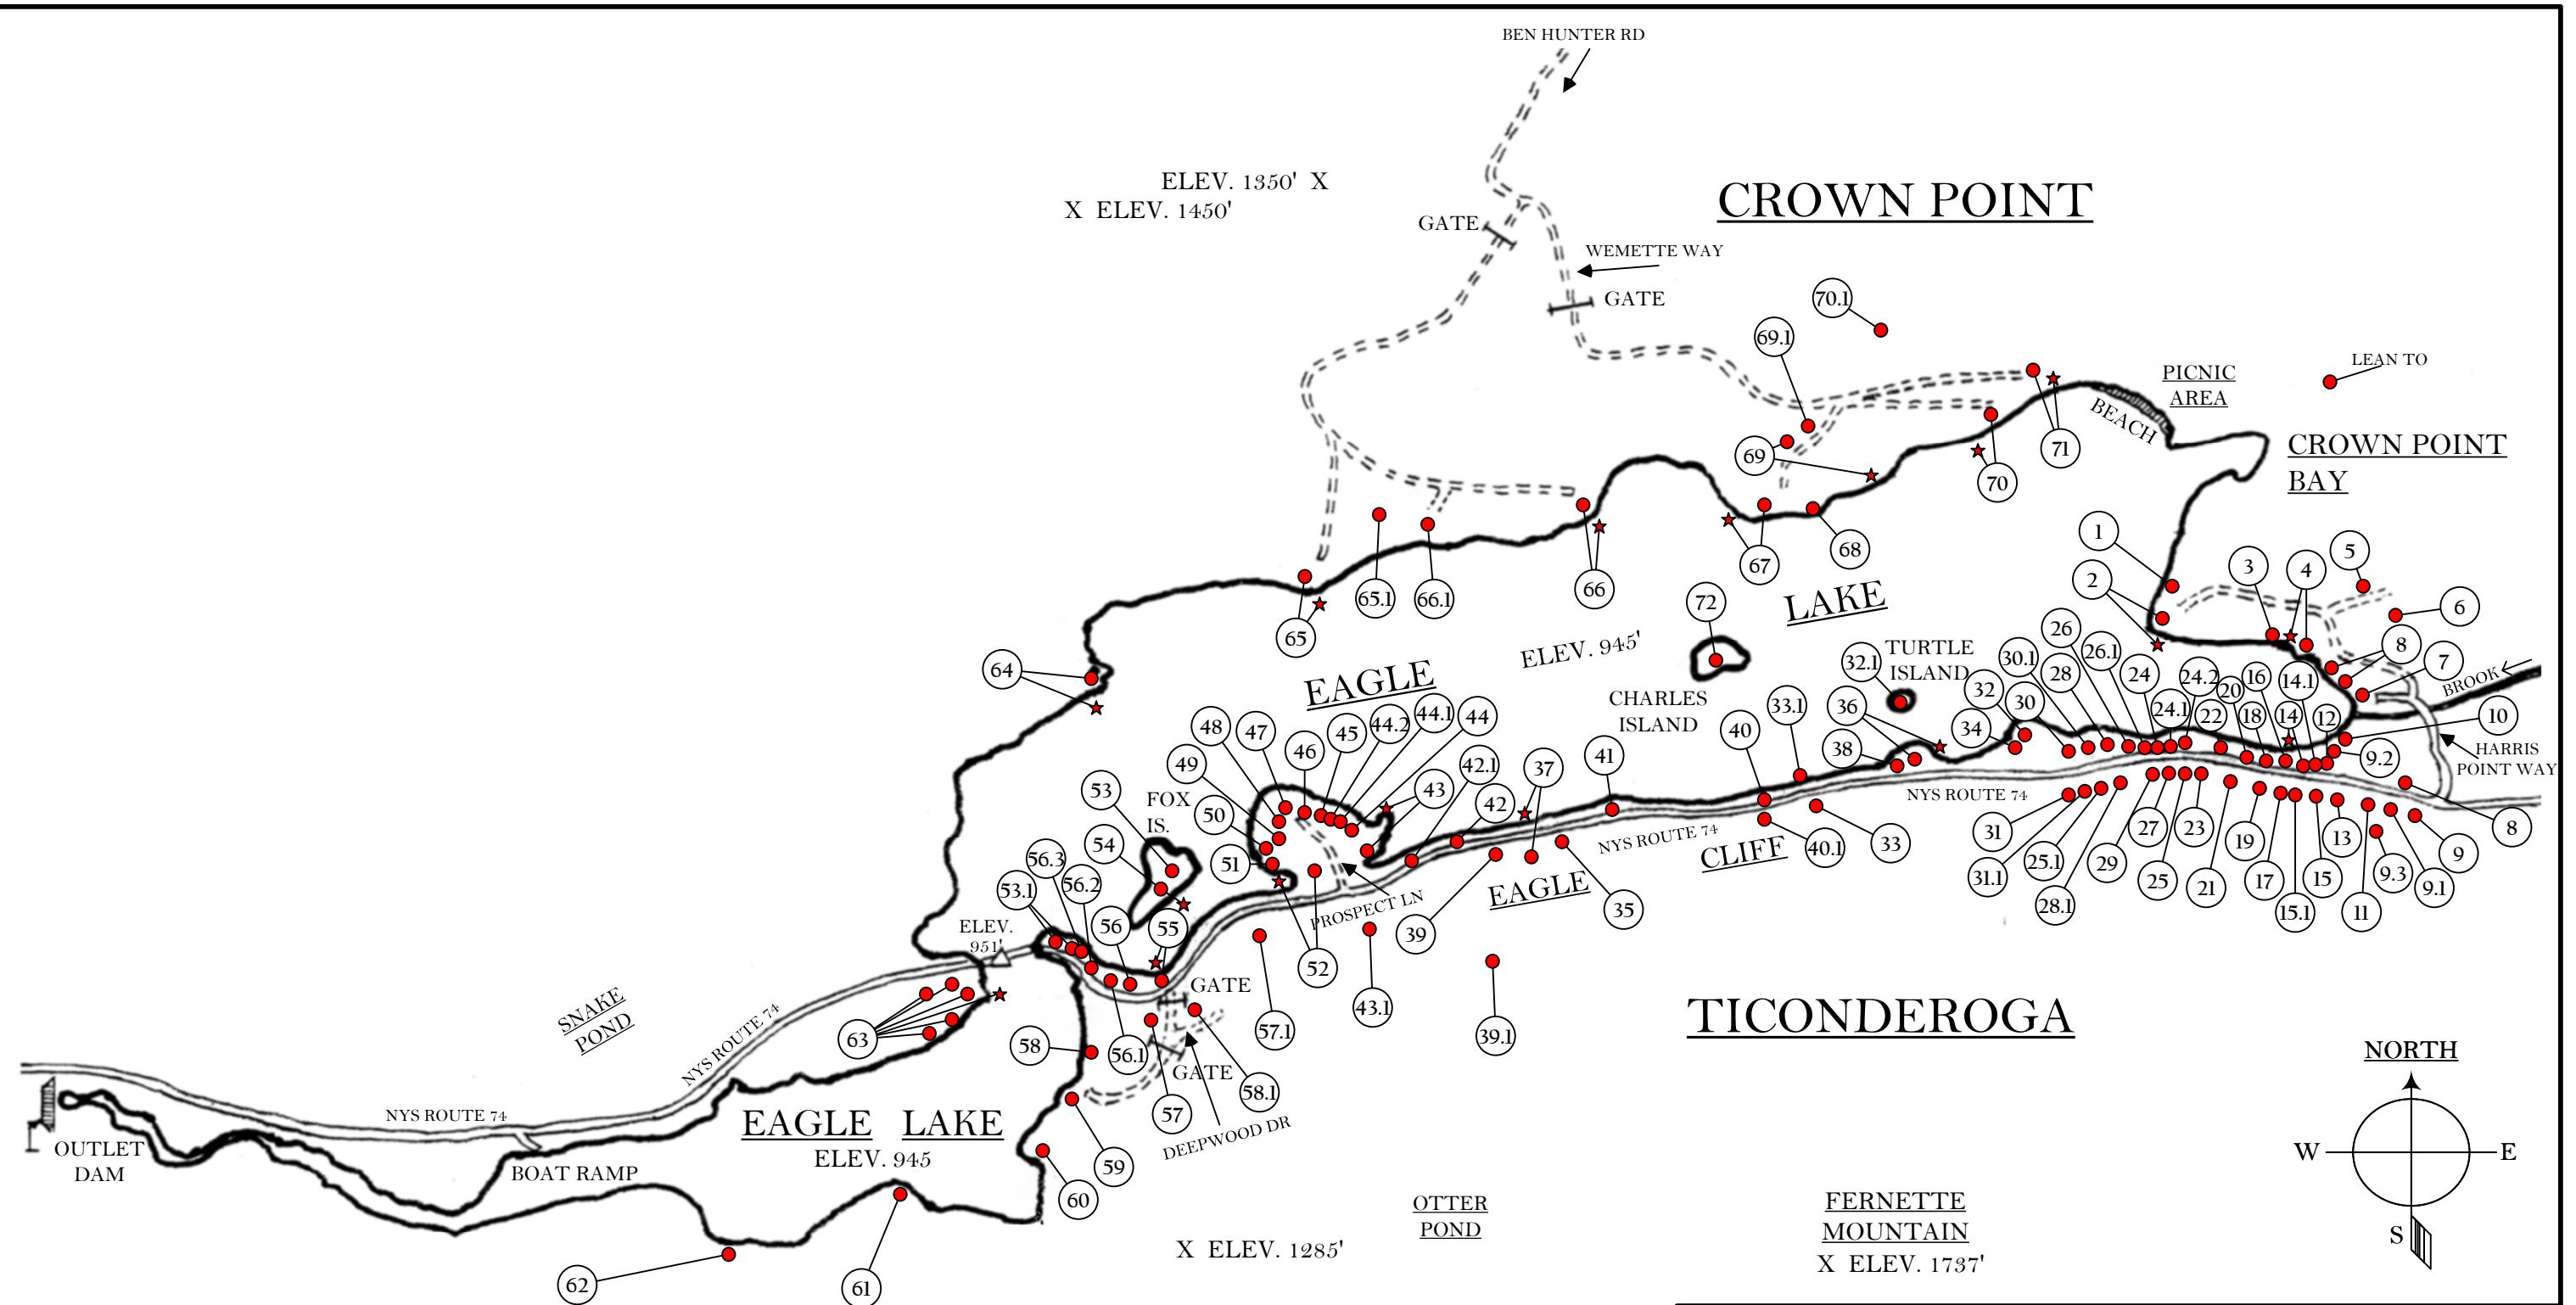 BEN HUNTER RD
ELEV. 1350' X
X ELEV. 1450'
CROWN POINT
GATE
WEMETTE WAY
GATE
70.1
69.1
LEAN TO
PICNIC
AREA
BEACH
CROWN POINT
BAY
71
69
70
1
68
67
66
65.1
66.1
65
2
3
4
5
6
72
LAKE
ELEV. 945'
EAGLE
64
CHARLES
ISLAND
TURTLE
ISLAND
32.1
26
30.1
28
26.1
24
24.2
20
16
14.1
8
7
BROOK
32
30
24.1
22
18
14
12
10
34
36
38
33.1
40
9.2
HARRIS
POINT WAY
48
47
46
45
44.2
44.1
44
49
50
51
43
42.1
42
37
41
NYS ROUTE 74
NYS ROUTE 74
FOX
IS.
53
54
56.3
56.2
53.1
56
55
ELEV.
951'
PROSPECT LN
52
39
EAGLE
CLIFF
35
40.1
33
31
31.1
25.1
28.1
29
27
25
23
21
19
17
15.1
15
13
11
9.3
9.1
9
8
SNAKE
POND
NYS ROUTE 74
63
58
56.1
GATE
GATE
57
58.1
57.1
43.1
39.1
TICONDEROGA
DEEPWOOD DR
NORTH
W
E
S
NYS ROUTE 74
OUTLET
DAM
BOAT RAMP
EAGLE LAKE
ELEV. 945
59
60
61
62
X ELEV. 1285'
OTTER
POND
FERNETTE
MOUNTAIN
X ELEV. 1737'